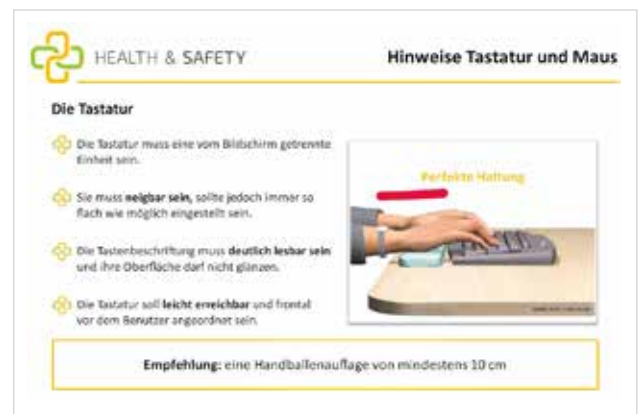 HEALTH & SAFETY
Hinweise Tastatur und Maus
Die Tastatur
Die Tastatur muss eine vom Bildschirm getrennte
Einheit sein.
Sie muss neigbar sein, sollte jedoch immer so
flach wie möglich eingestellt sein.
Die Tastenbeschriftung muss deutlich lesbar sein
und ihre Oberfläche darf nicht glänzen.
Die Tastatur soll leicht erreichbar und frontal
vor dem Benutzer angeordnet sein.
Perfekte Haltung
Empfehlung: eine Handballenauflage von mindestens 10 cm